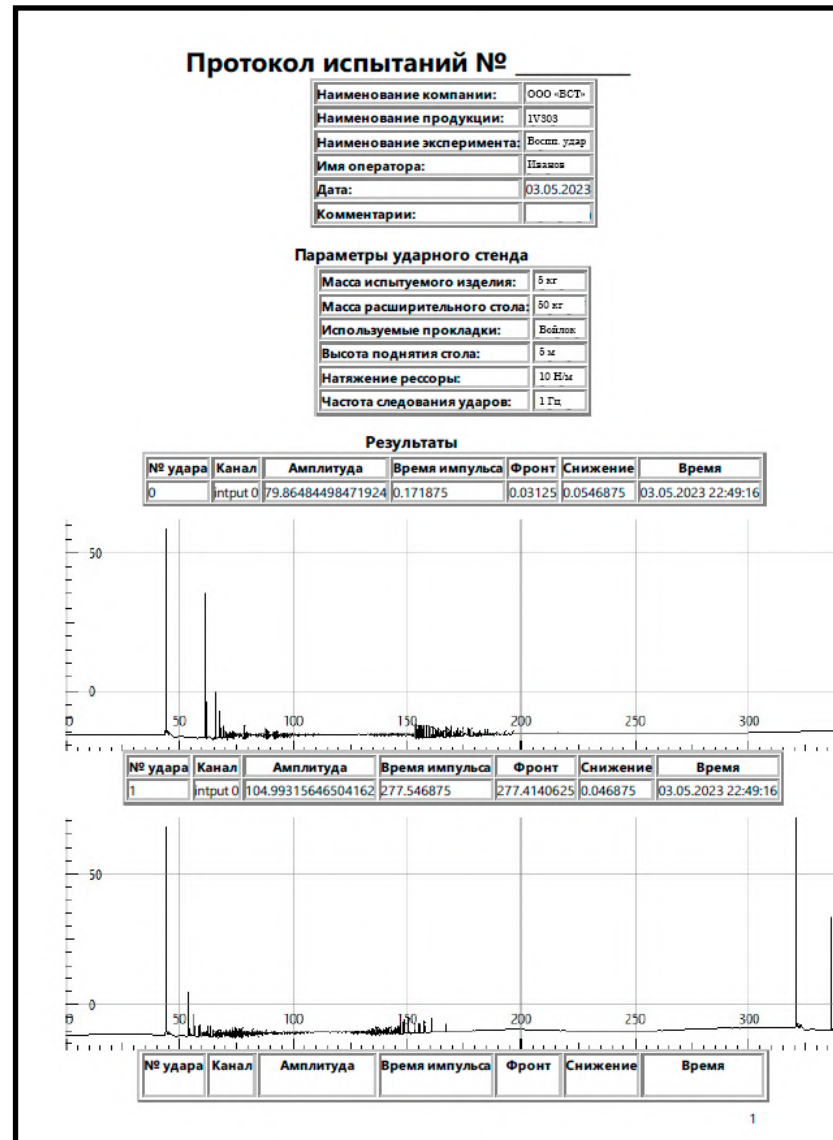 Протокол испытаний № _________
Наименование компании: ООО «ВСТ»
Наименование продукции: 1V303
Наименование эксперимента: Воспп. удар
Имя оператора: Иванов
Дата: 03.05.2023
Комментарии:
Параметры ударного стенда
Масса испытуемого изделия: 5 кг
Масса расширительного стола: 50 кг
Используемые прокладки: Войлок
Высота поднятия стола: 5 м
Натяжение рессоры: 10 Н/м
Частота следования ударов: 1 Гц
Результаты
№ удара Канал Амплитуда Время импульса Фронт Снижение Время
0 intput 0 79.86484498471924 0.171875 0.03125 0.0546875 03.05.2023 22:49:16
50
0
0 50 100 150 200 250 300
№ удара Канал Амплитуда Время импульса Фронт Снижение Время
1 intput 0 104.99315646504162 277.546875 277.4140625 0.046875 03.05.2023 22:49:16
50
0
0 50 100 150 200 250 300
№ удара Канал Амплитуда Время импульса Фронт Снижение Время
1